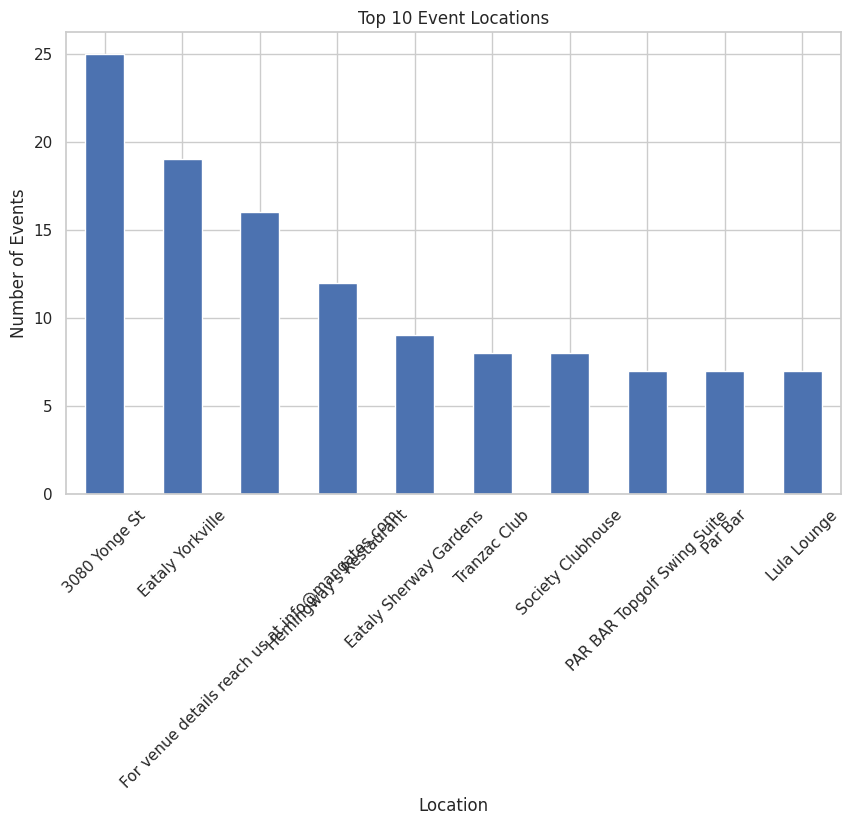 Top 10 Event Locations
Number of Events
25
20
15
10
5
0
3080 Yonge St
Eataly Yorkville
For venue details reach us at info@mangates.com
Hemingway's Restaurant
Eataly Sherway Gardens
Tranzac Club
Society Clubhouse
PAR BAR Topgolf Swing Suite
Par Bar
Lula Lounge
Location